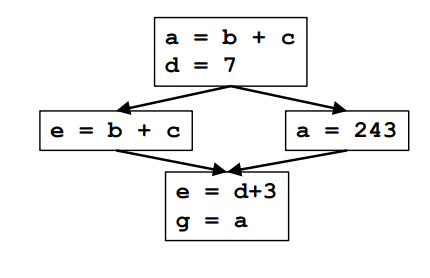 a = b + c
d = 7
e = b + c
a = 243
e = d+3
g = a